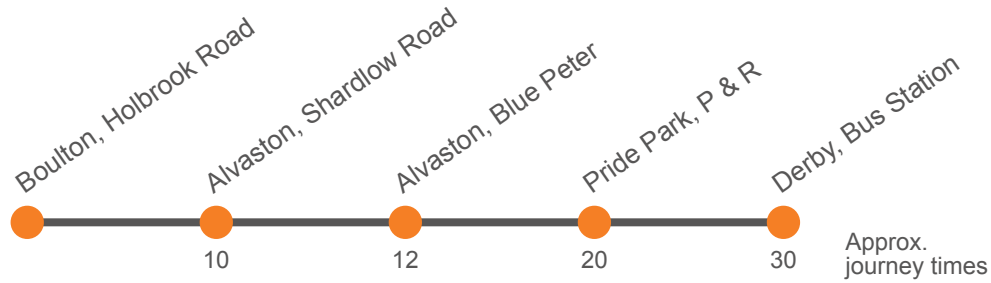 Boulton, Holbrook Road
Alvaston, Shardlow Road
Alvaston, Blue Peter
Pride Park, P & R
Derby, Bus Station
10
12
20
30
Approx.
journey times